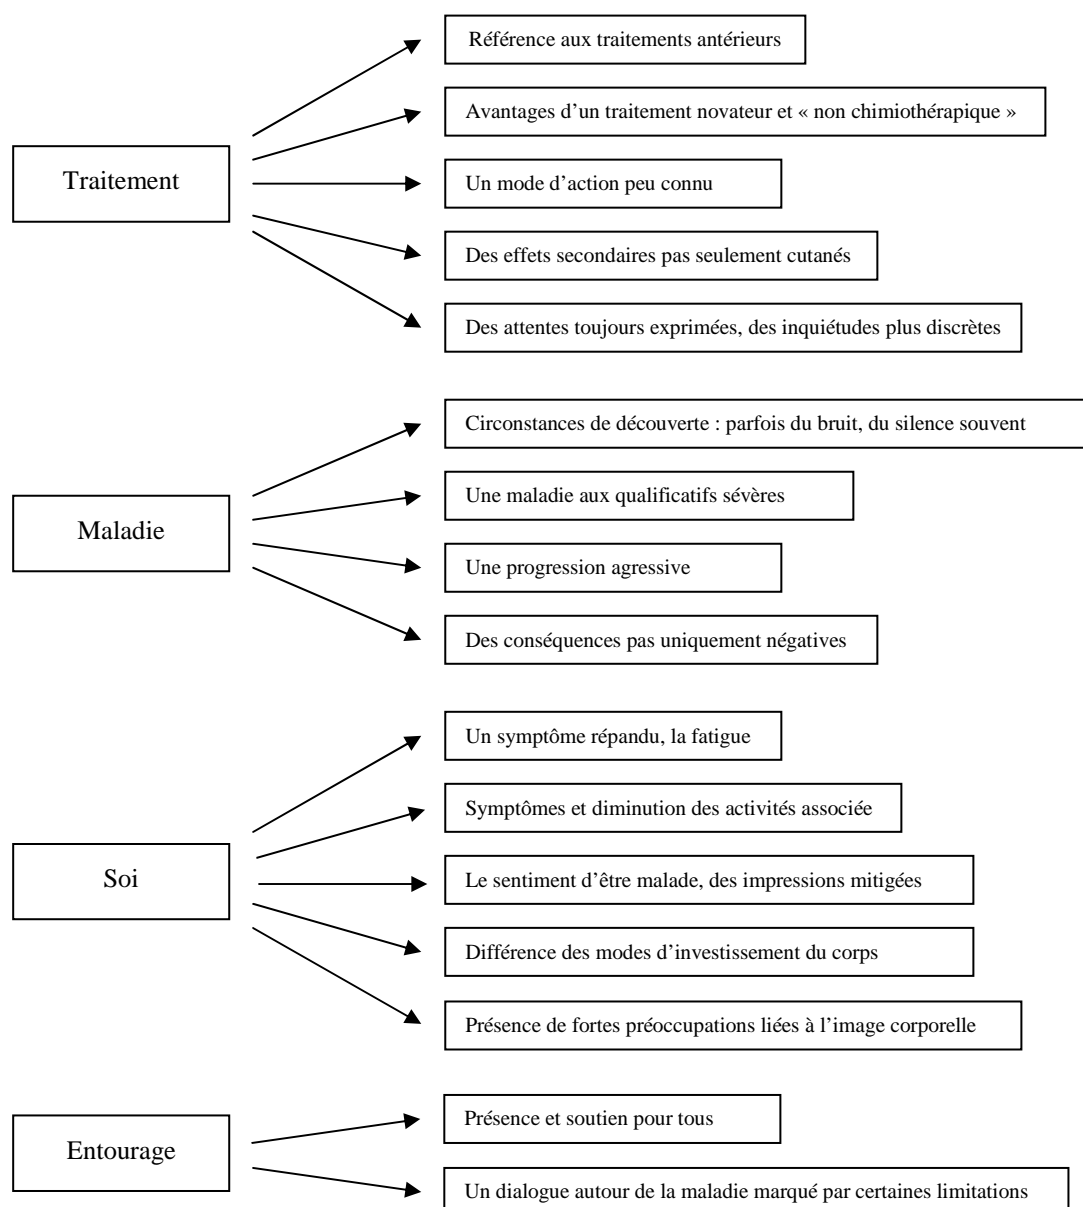 Traitement
Référence aux traitements antérieurs
Avantages d’un traitement novateur et « non chimiothérapique »
Un mode d’action peu connu
Des effets secondaires pas seulement cutanés
Des attentes toujours exprimées, des inquiétudes plus discrètes
Maladie
Circonstances de découverte : parfois du bruit, du silence souvent
Une maladie aux qualificatifs sévères
Une progression agressive
Des conséquences pas uniquement négatives
Soi
Un symptôme répandu, la fatigue
Symptômes et diminution des activités associée
Le sentiment d’être malade, des impressions mitigées
Différence des modes d’investissement du corps
Présence de fortes préoccupations liées à l’image corporelle
Entourage
Présence et soutien pour tous
Un dialogue autour de la maladie marqué par certaines limitations